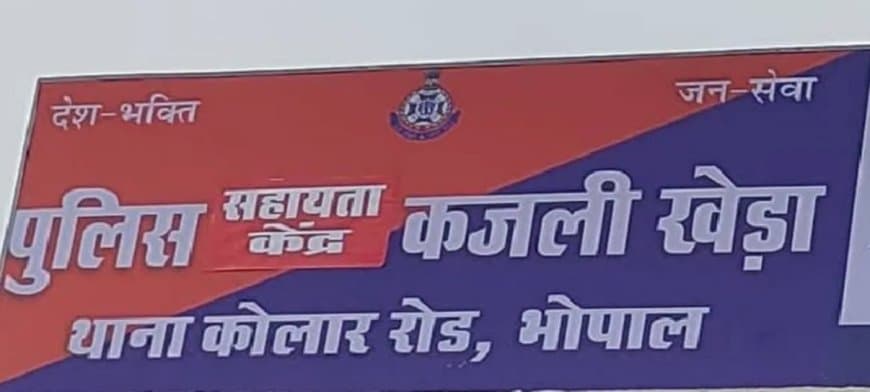 देश-भक्ति जन-सेवा
पुलिस सहायता केंद्र कजली खेड़ा
थाना कोलार रोड, भोपाल